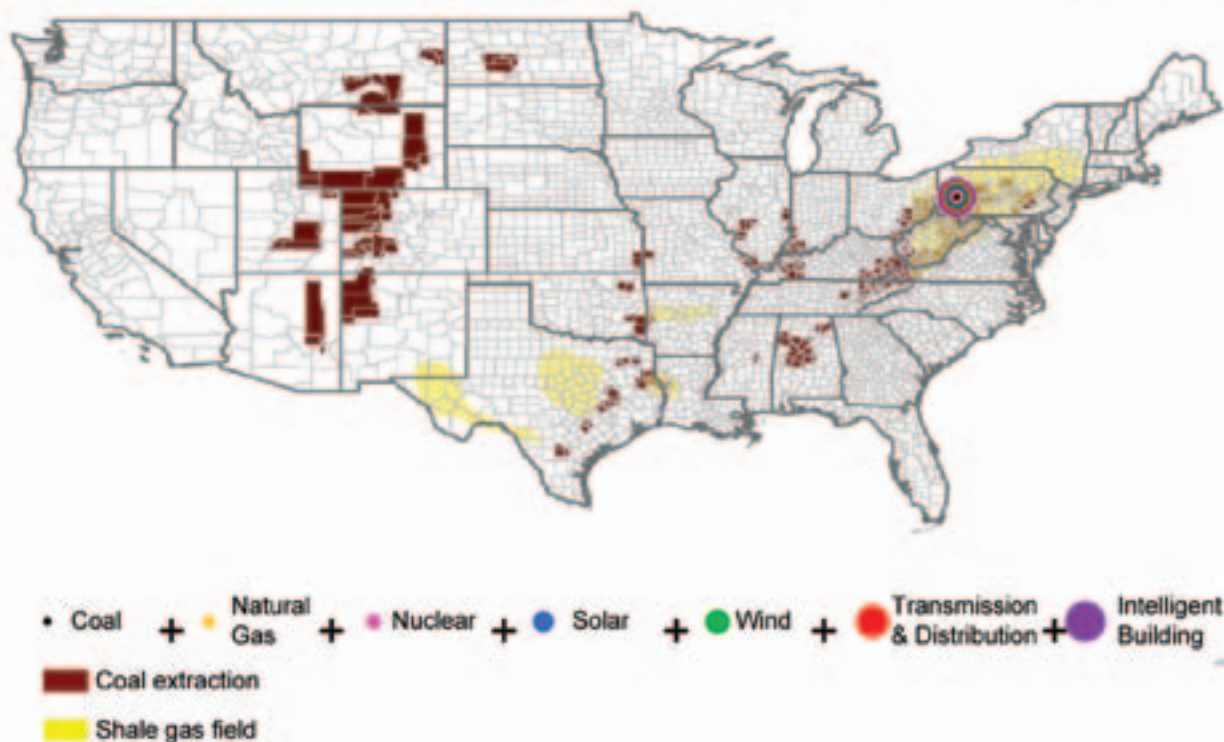 Coal + Natural Gas + Nuclear + Solar + Wind + Transmission & Distribution + Intelligent Building
Coal extraction
Shale gas field